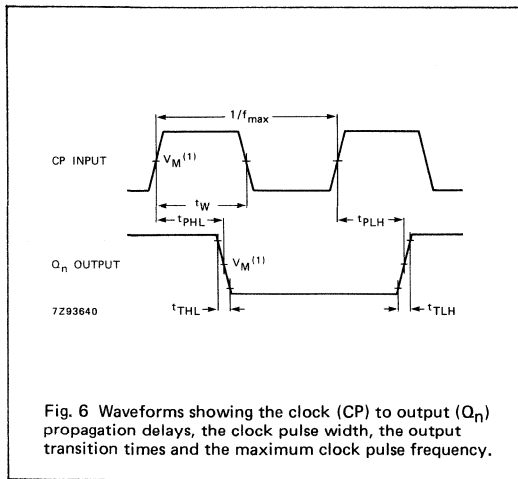 1/fmax
CP INPUT
VM(1)
tW
tPHL
tPLH
Qn OUTPUT
VM(1)
7Z93640
tTHL
tTLH
Fig. 6 Waveforms showing the clock (CP) to output (Qn)
propagation delays, the clock pulse width, the output
transition times and the maximum clock pulse frequency.